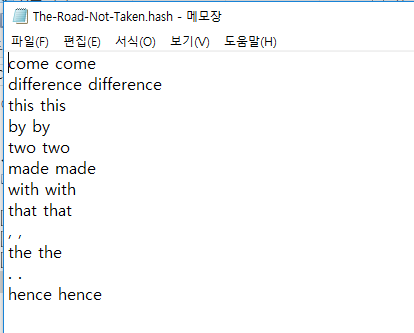 The-Road-Not-Taken.hash - 메모장
파일(F) 편집(E) 서식(O) 보기(V) 도움말(H)
come come
difference difference
this this
by by
two two
made made
with with
that that
, ,
the the
. .
hence hence